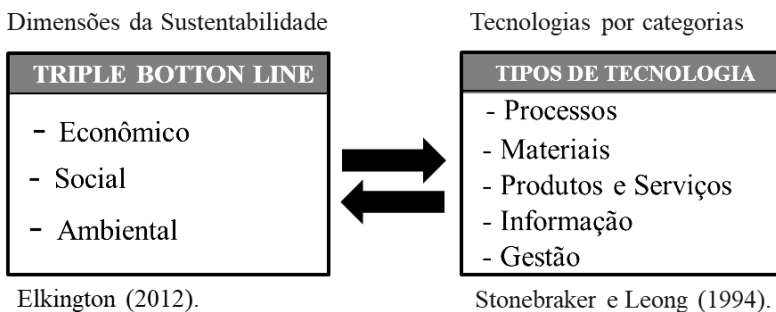 Dimensões da Sustentabilidade
TRIPLE BOTTON LINE
- Econômico
- Social
- Ambiental
Elkington (2012).
Tecnologias por categorias
TIPOS DE TECNOLOGIA
- Processos
- Materiais
- Produtos e Serviços
- Informação
- Gestão
Stonebraker e Leong (1994).